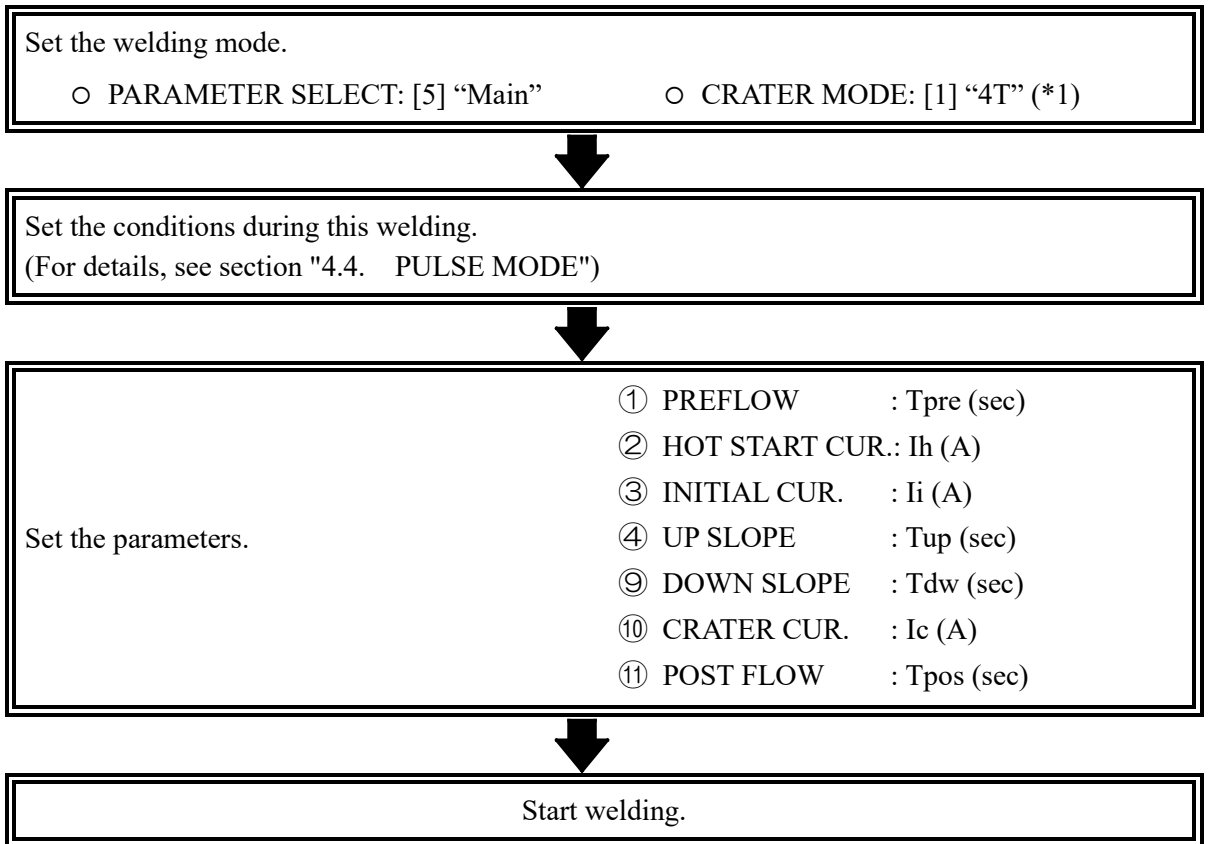 Set the welding mode.
○ PARAMETER SELECT: [5] “Main” ○ CRATER MODE: [1] “4T” (*1)
Set the conditions during this welding.
(For details, see section "4.4. PULSE MODE")
① PREFLOW : Tpre (sec)
② HOT START CUR.: Ih (A)
③ INITIAL CUR. : Ii (A)
Set the parameters. ④ UP SLOPE : Tup (sec)
⑨ DOWN SLOPE : Tdw (sec)
⑩ CRATER CUR. : Ic (A)
⑪ POST FLOW : Tpos (sec)
Start welding.